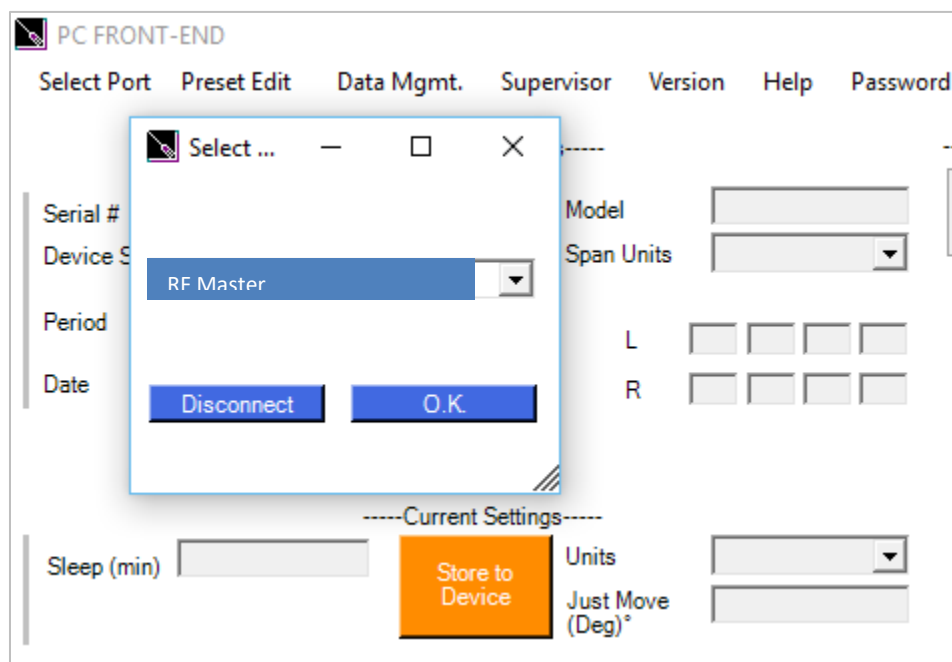 PC FRONT-END
Select Port Preset Edit Data Mgmt. Supervisor Version Help Password
Select ...
Serial #
Model
Device S
Span Units
RF Master
Period
L
Date
R
Disconnect O.K.
-----Current Settings-----
Sleep (min)
Store to
Device
Units
Just Move
(Deg)°